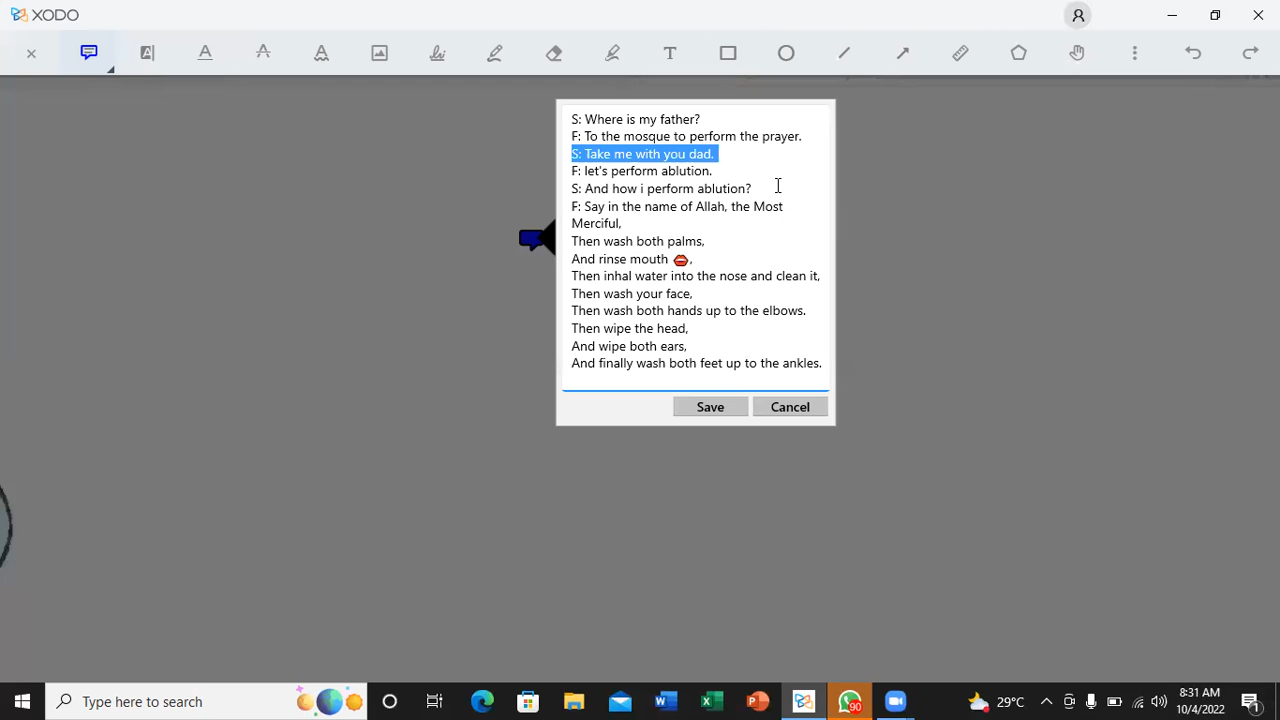 XODO
S: Where is my father?
F: To the mosque to perform the prayer.
S: Take me with you dad.
F: let's perform ablution.
S: And how i perform ablution?
F: Say in the name of Allah, the Most
Merciful,
Then wash both palms,
And rinse mouth 👄,
Then inhal water into the nose and clean it,
Then wash your face,
Then wash both hands up to the elbows.
Then wipe the head,
And wipe both ears,
And finally wash both feet up to the ankles.
Save Cancel
Type here to search
90
29°C
8:31 AM
10/4/2022
1